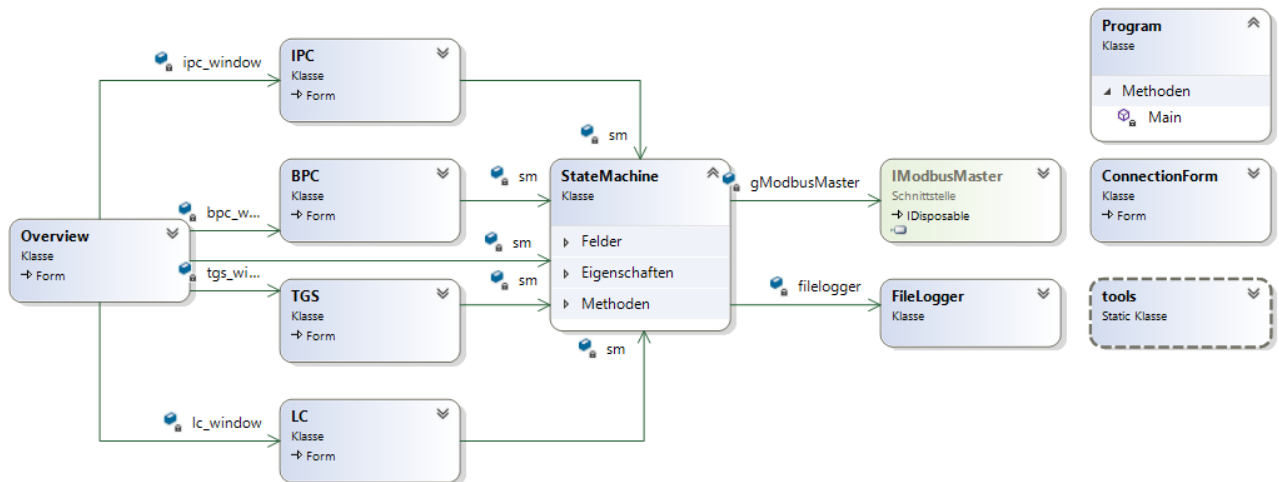 IPC
Klasse
Form
ipc_window
sm
Program
Klasse
Methoden
Main
BPC
Klasse
Form
bpc_w...
sm
StateMachine
Klasse
Felder
Eigenschaften
Methoden
gModbusMaster
IModbusMaster
Schnittstelle
IDisposable
ConnectionForm
Klasse
Form
Overview
Klasse
Form
sm
tgs_wi...
TGS
Klasse
Form
sm
filelogger
FileLogger
Klasse
tools
Static Klasse
sm
lc_window
LC
Klasse
Form